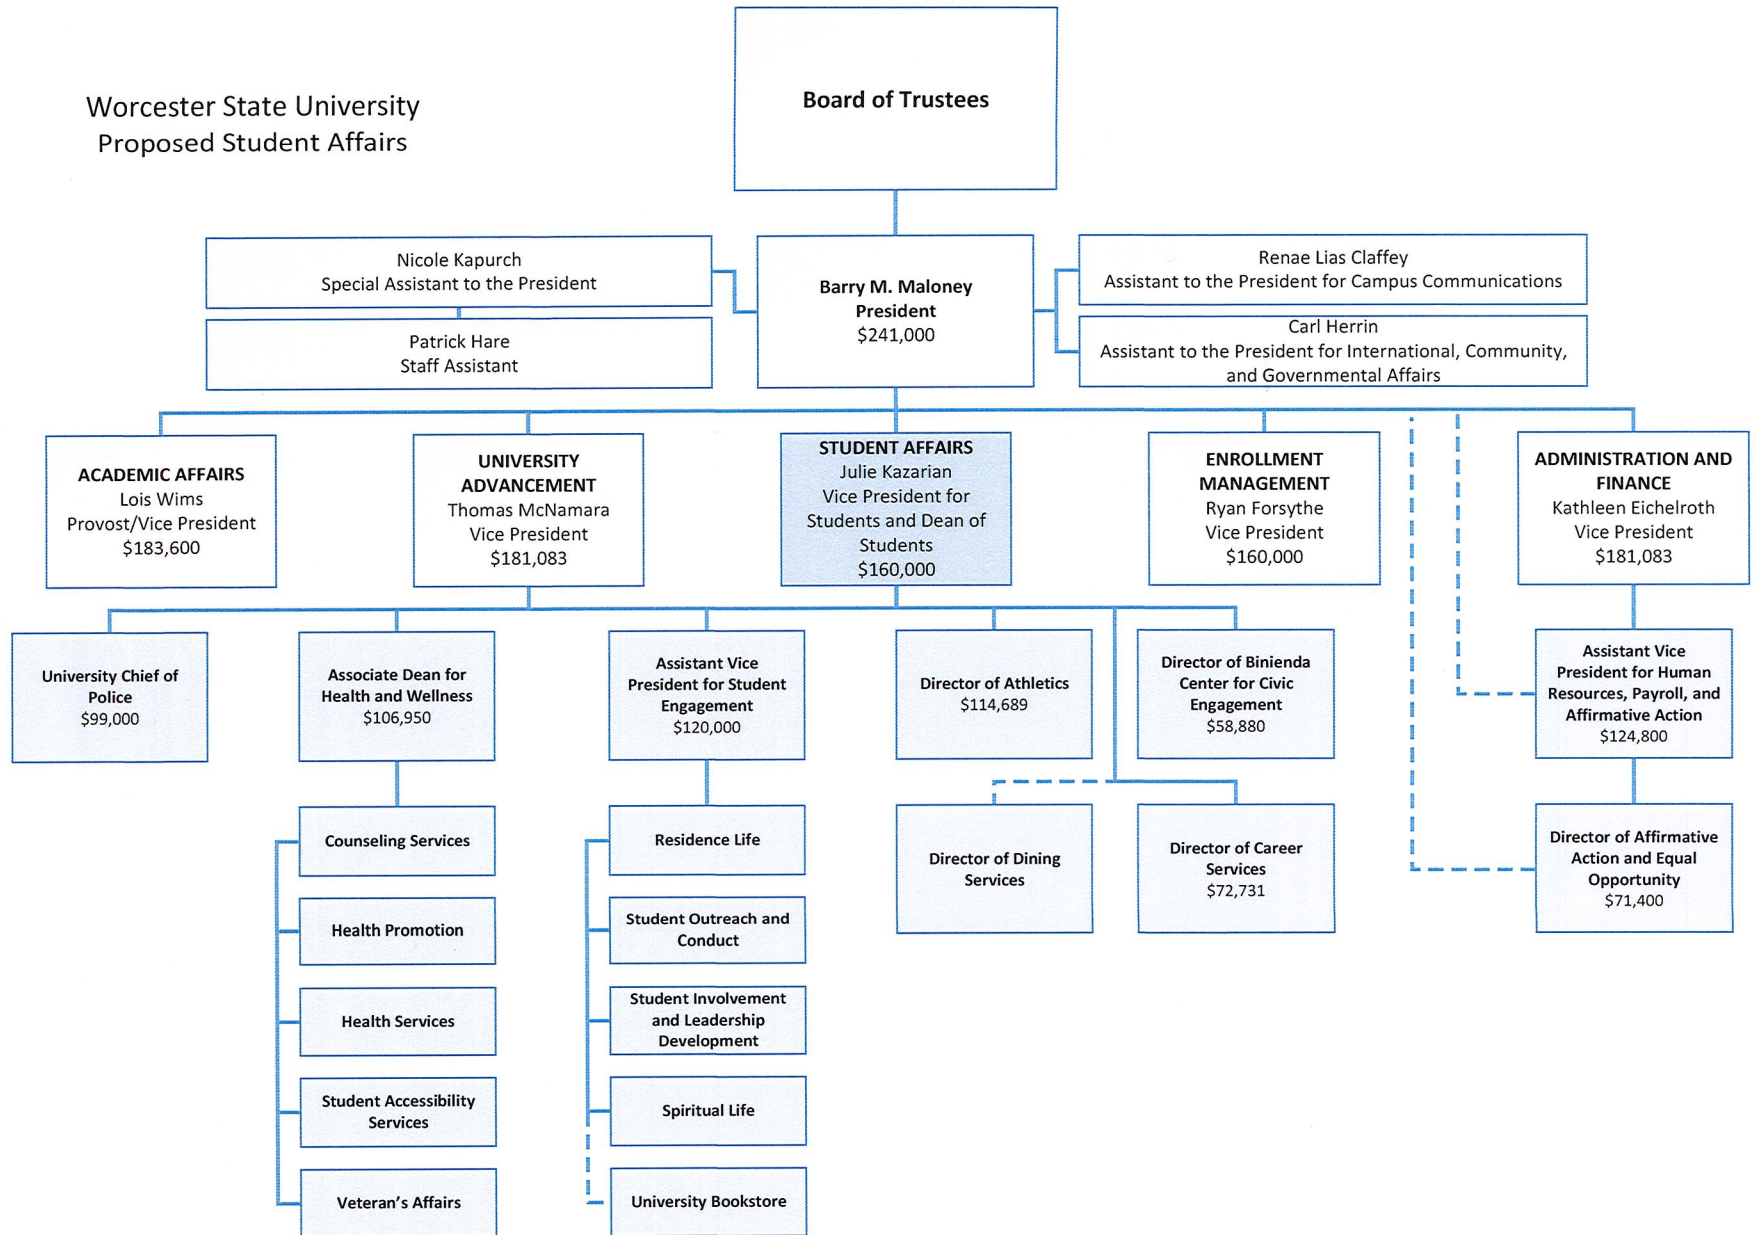 Worcester State University
Proposed Student Affairs
Board of Trustees
Nicole Kapurch
Special Assistant to the President
Patrick Hare
Staff Assistant
Barry M. Maloney
President
$241,000
Renae Lias Claffey
Assistant to the President for Campus Communications
Carl Herrin
Assistant to the President for International, Community,
and Governmental Affairs
ACADEMIC AFFAIRS
Lois Wims
Provost/Vice President
$183,600
UNIVERSITY
ADVANCEMENT
Thomas McNamara
Vice President
$181,083
STUDENT AFFAIRS
Julie Kazarian
Vice President for
Students and Dean of
Students
$160,000
ENROLLMENT
MANAGEMENT
Ryan Forsythe
Vice President
$160,000
ADMINISTRATION AND
FINANCE
Kathleen Eichelroth
Vice President
$181,083
University Chief of
Police
$99,000
Associate Dean for
Health and Wellness
$106,950
Assistant Vice
President for Student
Engagement
$120,000
Director of Athletics
$114,689
Director of Binienda
Center for Civic
Engagement
$58,880
Assistant Vice
President for Human
Resources, Payroll, and
Affirmative Action
$124,800
Counseling Services
Health Promotion
Health Services
Student Accessibility
Services
Veteran's Affairs
Residence Life
Student Outreach and
Conduct
Student Involvement
and Leadership
Development
Spiritual Life
University Bookstore
Director of Dining
Services
Director of Career
Services
$72,731
Director of Affirmative
Action and Equal
Opportunity
$71,400